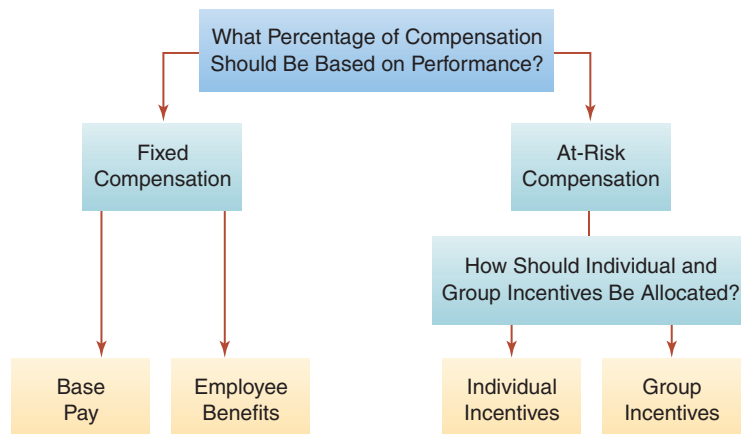 What Percentage of Compensation
Should Be Based on Performance?
Fixed
Compensation
At-Risk
Compensation
How Should Individual and
Group Incentives Be Allocated?
Base
Pay
Employee
Benefits
Individual
Incentives
Group
Incentives